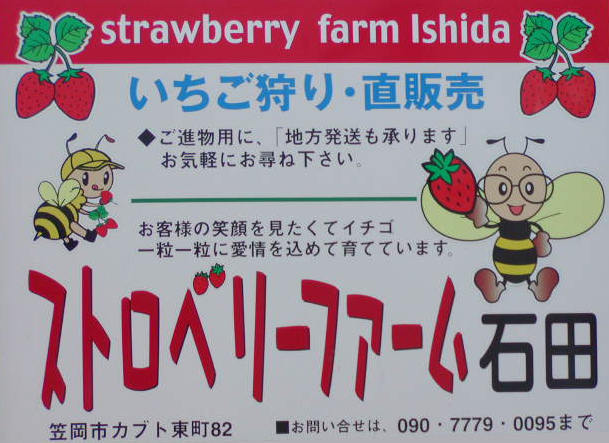 strawberry farm Ishida
いちご狩り・直販売
◆ご進物用に、「地方発送も承ります」
お気軽にお尋ね下さい。
お客様の笑顔を見たくてイチゴ
一粒一粒に愛情を込めて育てています。
ストロベリーファーム石田
笠岡市カブト東町82
■お問い合せは、090・7779・0095まで